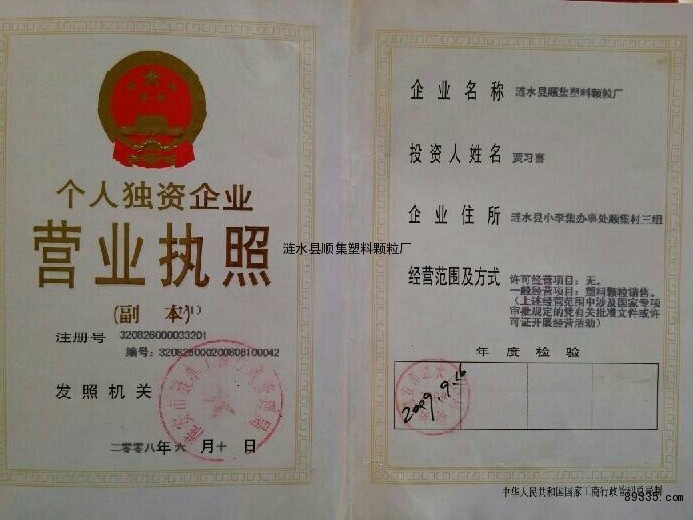 个人独资企业
营业执照
涟水县顺集塑料颗粒厂
(副 本)
注册号 320826000033201
编号：320826000200806100042
发照机关
二零零八年六月十日
企业名称 涟水县顺集塑料颗粒厂
投资人姓名 贾习喜
企业住所 涟水县小李集办事处顺集村三组
经营范围及方式 许可经营项目：无。
一般经营项目：塑料颗粒销售。
（上述经营范围中涉及国家专项
审批规定的凭有关批准文件或许
可证开展经营活动）
年度检验
2009.9.16
中华人民共和国国家工商行政管理总局制
89335.com